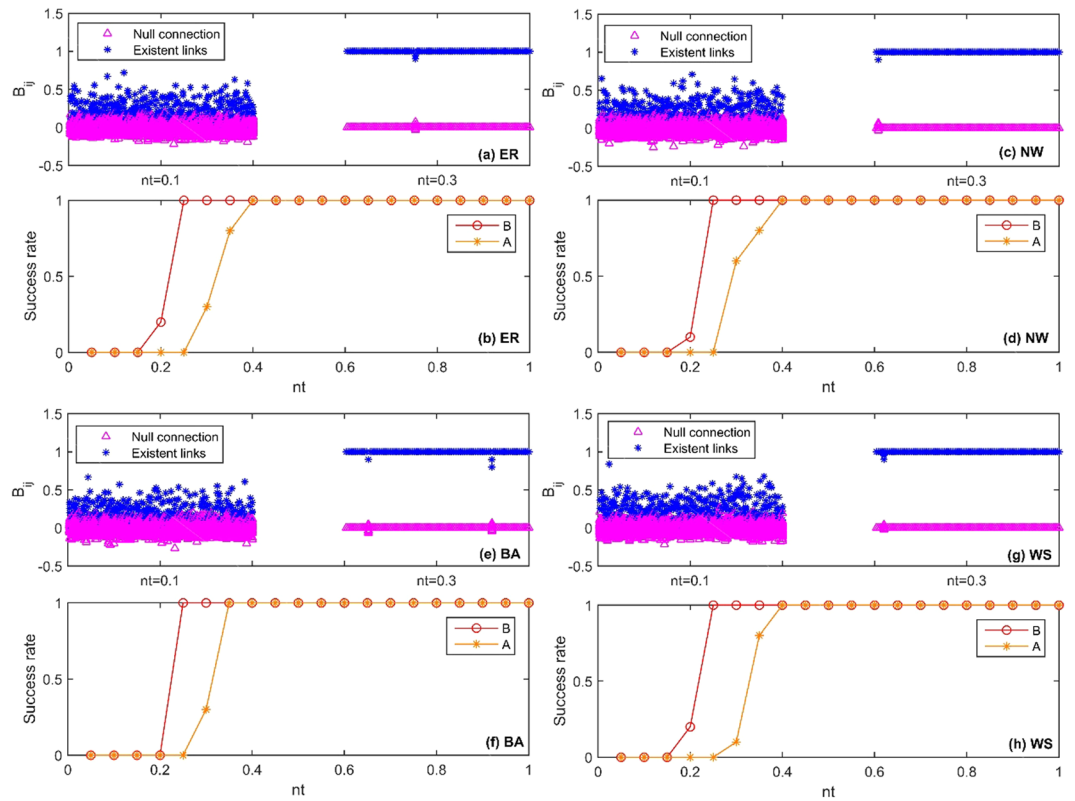 1.5
1
0.5
0
-0.5
B_ij
Null connection
Existent links
(a) ER
nt=0.1
nt=0.3
1
0.5
0
Success rate
B
A
(b) ER
0
0.2
0.4
0.6
0.8
1
nt
1.5
1
0.5
0
-0.5
B_ij
Null connection
Existent links
(c) NW
nt=0.1
nt=0.3
1
0.5
0
Success rate
B
A
(d) NW
0
0.2
0.4
0.6
0.8
1
nt
1.5
1
0.5
0
-0.5
B_ij
Null connection
Existent links
(e) BA
nt=0.1
nt=0.3
1
0.5
0
Success rate
B
A
(f) BA
0
0.2
0.4
0.6
0.8
1
nt
1.5
1
0.5
0
-0.5
B_ij
Null connection
Existent links
(g) WS
nt=0.1
nt=0.3
1
0.5
0
Success rate
B
A
(h) WS
0
0.2
0.4
0.6
0.8
1
nt